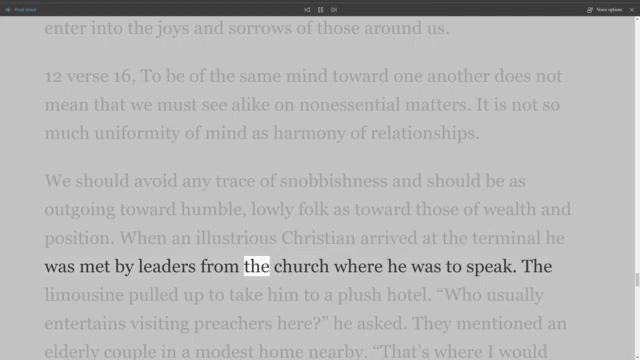 Read aloud
Voice options
enter into the joys and sorrows of those around us.
12 verse 16, To be of the same mind toward one another does not
mean that we must see alike on nonessential matters. It is not so
much uniformity of mind as harmony of relationships.
We should avoid any trace of snobbishness and should be as
outgoing toward humble, lowly folk as toward those of wealth and
position. When an illustrious Christian arrived at the terminal he
was met by leaders from the church where he was to speak. The
limousine pulled up to take him to a plush hotel. “Who usually
entertains visiting preachers here?” he asked. They mentioned an
elderly couple in a modest home nearby. “That’s where I would